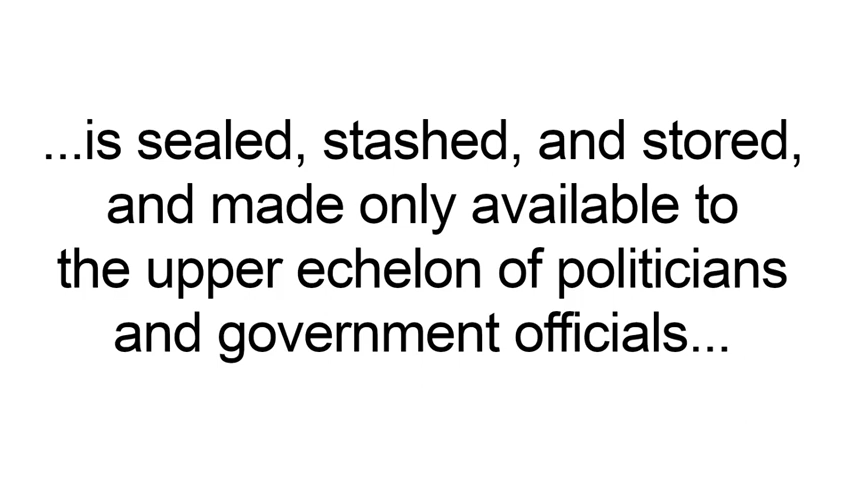 ...is sealed, stashed, and stored,
and made only available to
the upper echelon of politicians
and government officials...